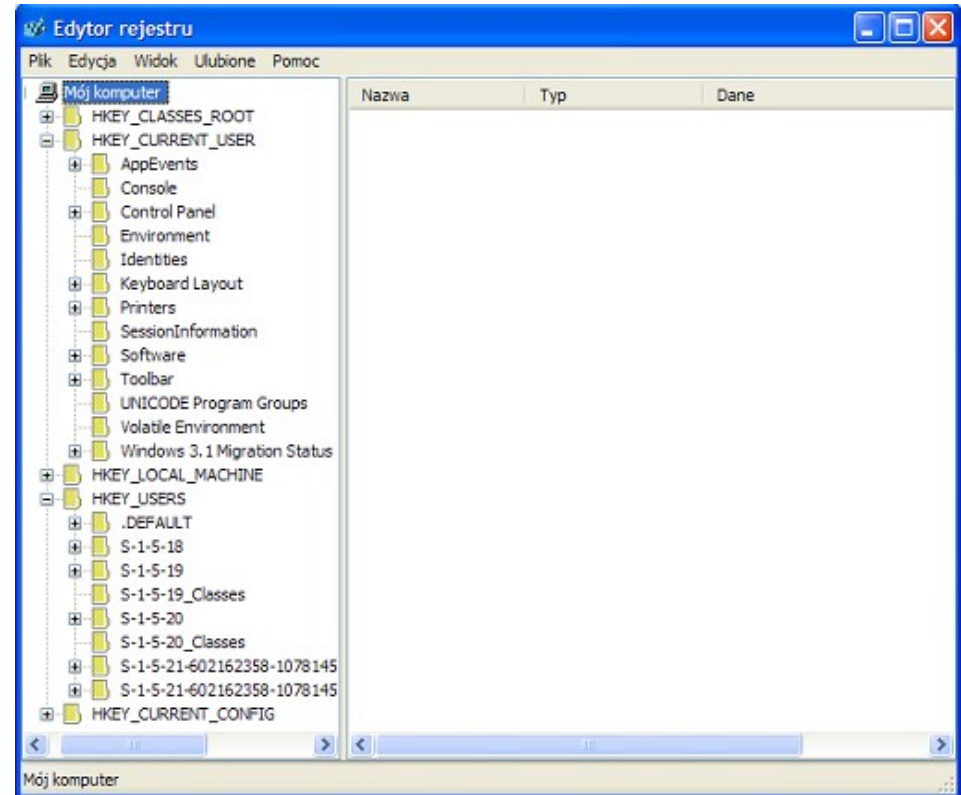 Edytor rejestru
Plik Edycja Widok Ulubione Pomoc
Mój komputer
HKEY_CLASSES_ROOT
HKEY_CURRENT_USER
AppEvents
Console
Control Panel
Environment
Identities
Keyboard Layout
Printers
SessionInformation
Software
Toolbar
UNICODE Program Groups
Volatile Environment
Windows 3.1 Migration Status
HKEY_LOCAL_MACHINE
HKEY_USERS
.DEFAULT
S-1-5-18
S-1-5-19
S-1-5-19_Classes
S-1-5-20
S-1-5-20_Classes
S-1-5-21-602162358-1078145
S-1-5-21-602162358-1078145
HKEY_CURRENT_CONFIG
Nazwa Typ Dane
Mój komputer